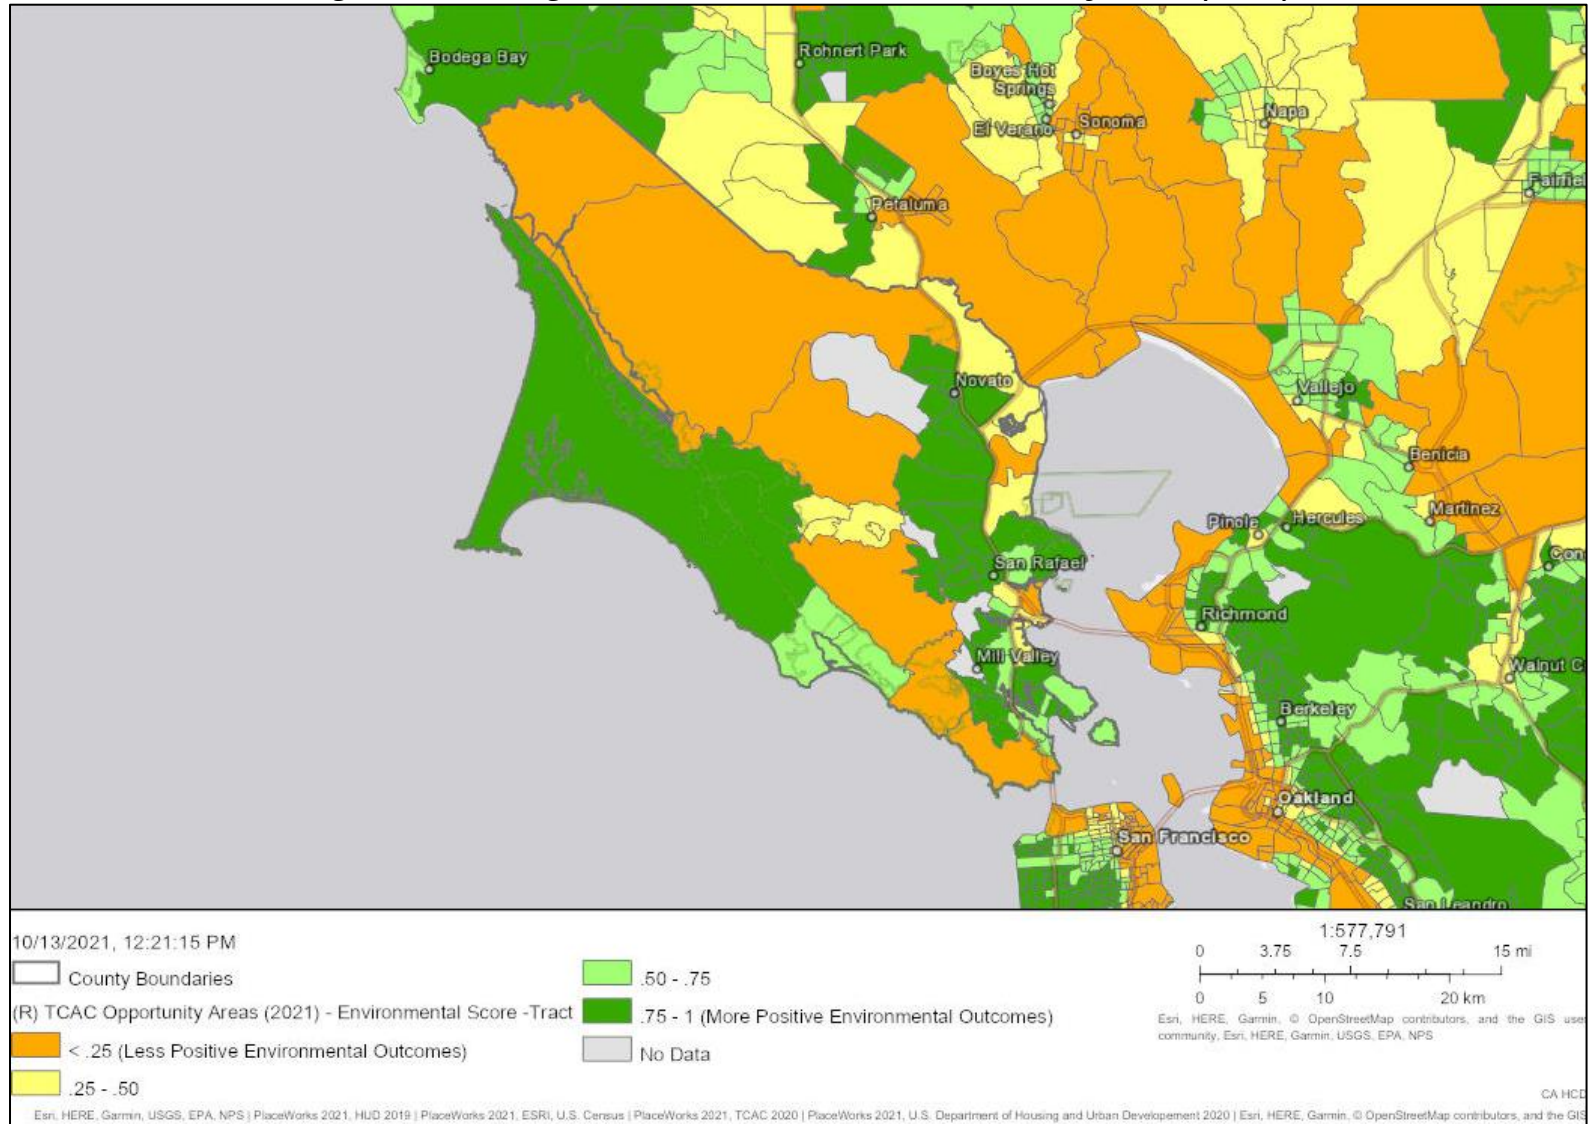 Bodega Bay
Rohnert Park
Boyes Hot
Springs
El Verano
Sonoma
Napa
Fairfiel
Petaluma
Novato
Vallejo
Benicia
Martinez
Pinole
Hercules
Con
San Rafael
Richmond
Mill Valley
Walnut C
Berkeley
Oakland
San Francisco
San Leandro
10/13/2021, 12:21:15 PM
County Boundaries
(R) TCAC Opportunity Areas (2021) - Environmental Score -Tract
< .25 (Less Positive Environmental Outcomes)
.25 - .50
.50 - .75
.75 - 1 (More Positive Environmental Outcomes)
No Data
1:577,791
0 3.75 7.5 15 mi
0 5 10 20 km
Esri, HERE, Garmin, © OpenStreetMap contributors, and the GIS user
community, Esri, HERE, Garmin, USGS, EPA, NPS
CA HCD
Esri, HERE, Garmin, USGS, EPA, NPS | PlaceWorks 2021, HUD 2019 | PlaceWorks 2021, ESRI, U.S. Census | PlaceWorks 2021, TCAC 2020 | PlaceWorks 2021, U.S. Department of Housing and Urban Developement 2020 | Esri, HERE, Garmin, © OpenStreetMap contributors, and the GIS